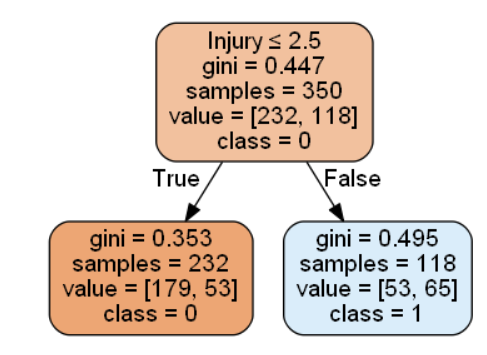 Injury ≤ 2.5
gini = 0.447
samples = 350
value = [232, 118]
class = 0
True
False
gini = 0.353
samples = 232
value = [179, 53]
class = 0
gini = 0.495
samples = 118
value = [53, 65]
class = 1